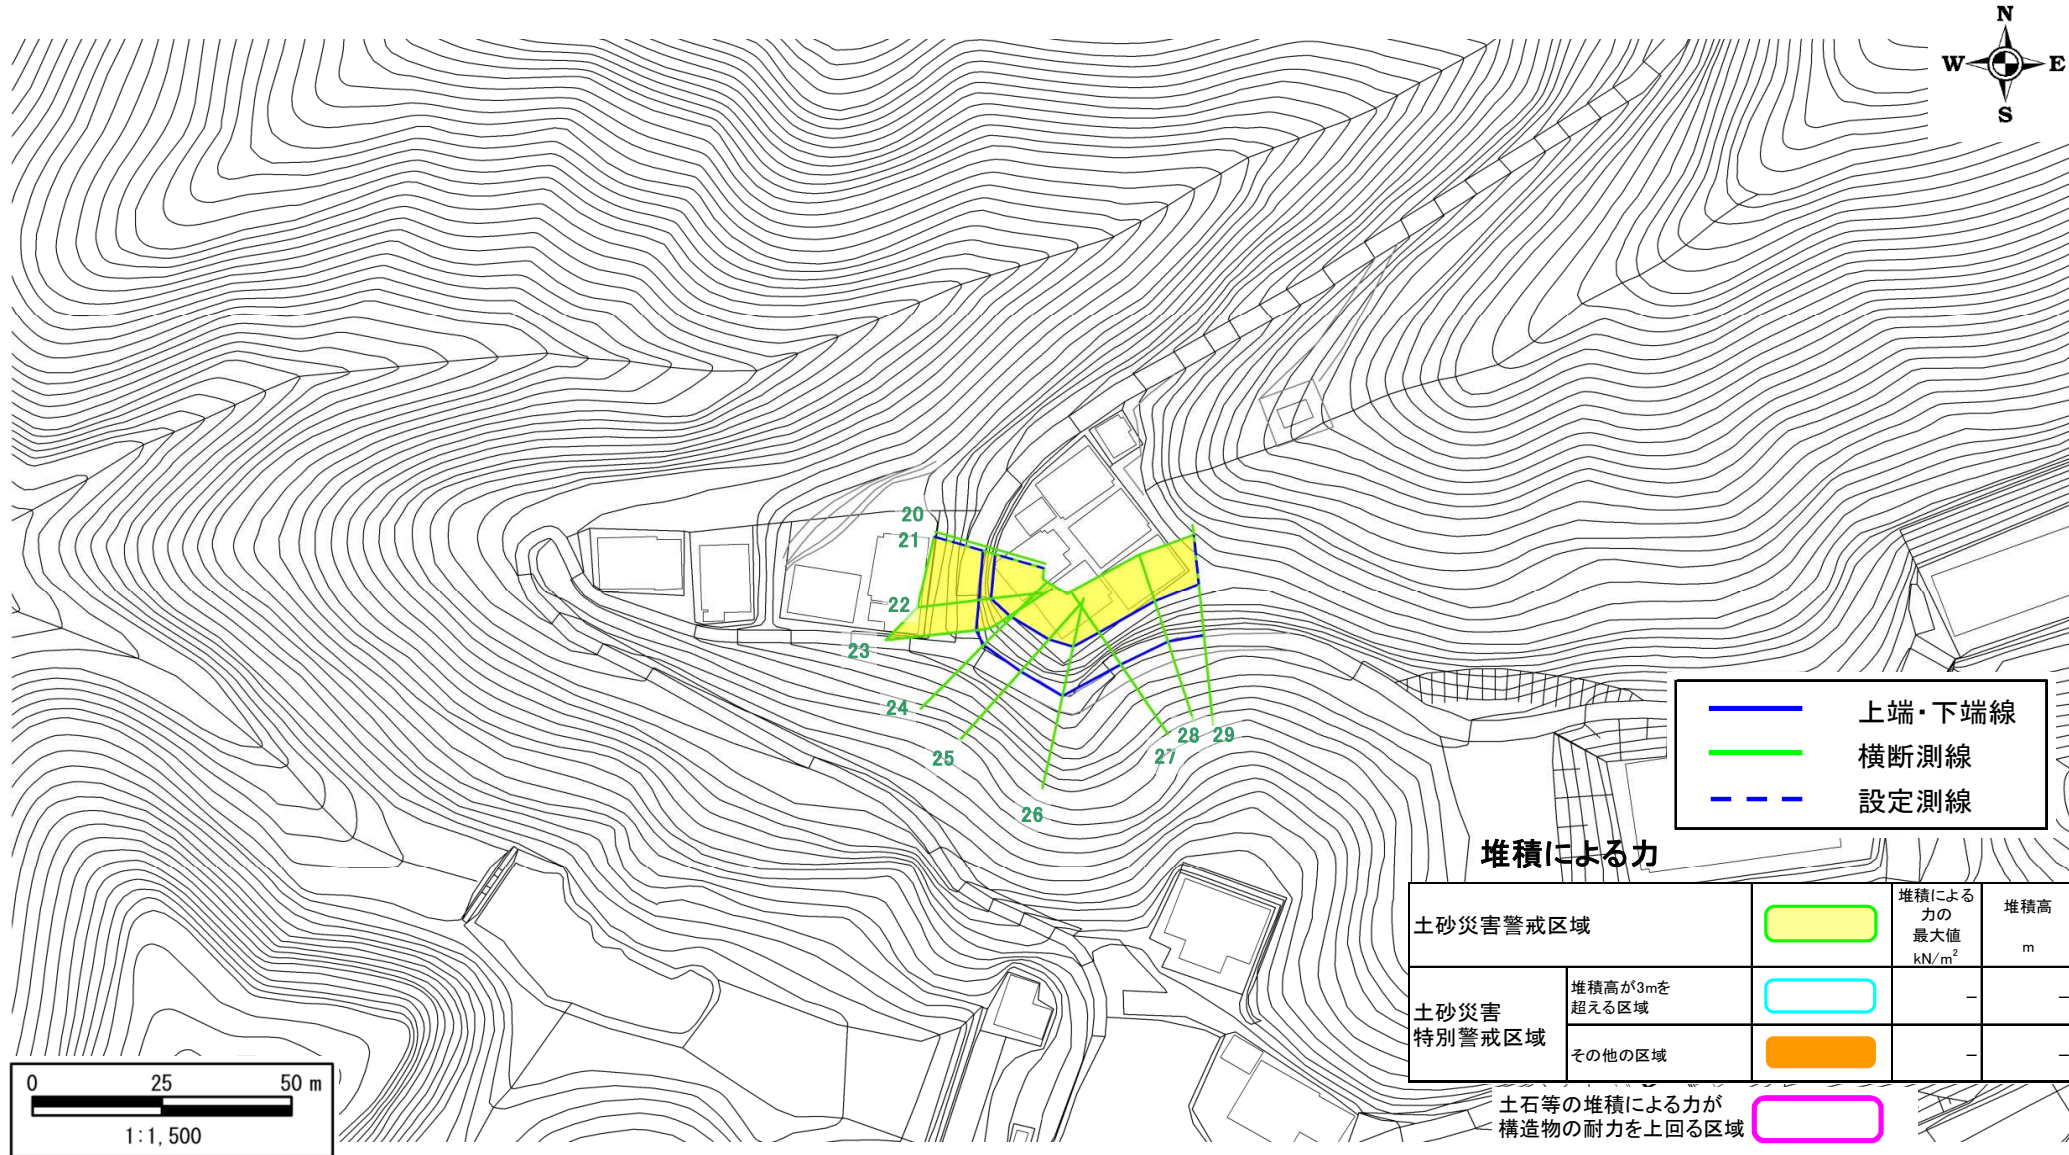 N
W E
S
20
21
22
23
24
25
26
27
28 29
上端・下端線
横断測線
設定測線
堆積による力
土砂災害警戒区域
堆積による
力の
最大値
kN/m²
堆積高
m
土砂災害
特別警戒区域
堆積高が3mを
超える区域
– –
その他の区域
– –
土石等の堆積による力が
構造物の耐力を上回る区域
0 25 50 m
1:1,500